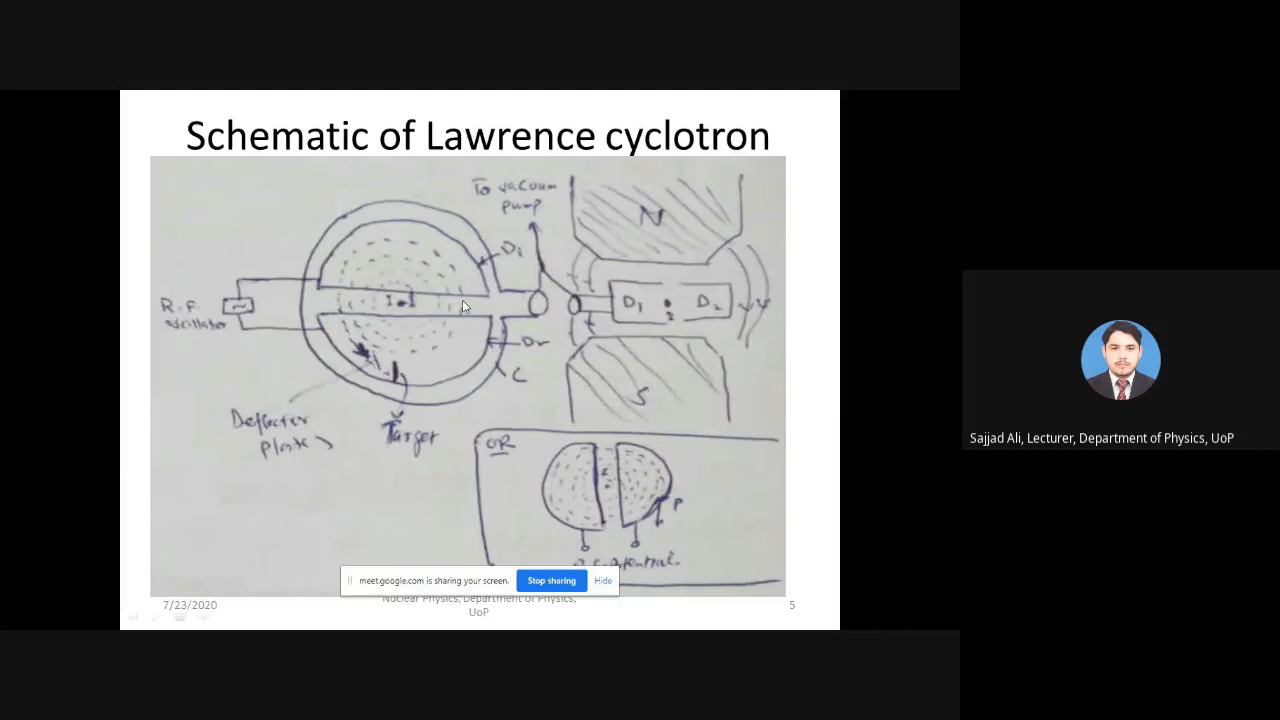 Schematic of Lawrence cyclotron
To vacuum
pump
N
D1
R.F.
oscillator
I
D1
D2
D2
C
S
Deflector
Plate
Target
OR
P
meet.google.com is sharing your screen.
Stop sharing
Hide
7/23/2020
Nuclear Physics, Department of Physics,
UoP
5
Sajjad Ali, Lecturer, Department of Physics, UoP